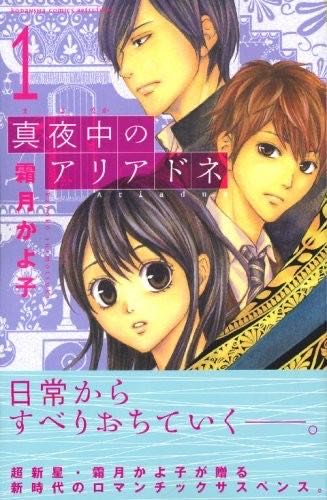 kodansha comics
1
真夜中の
アリアドネ
霜月かよ子
日常から
すべりおちていく――。
超新星・霜月かよ子が贈る
新時代のロマンチックサスペンス。